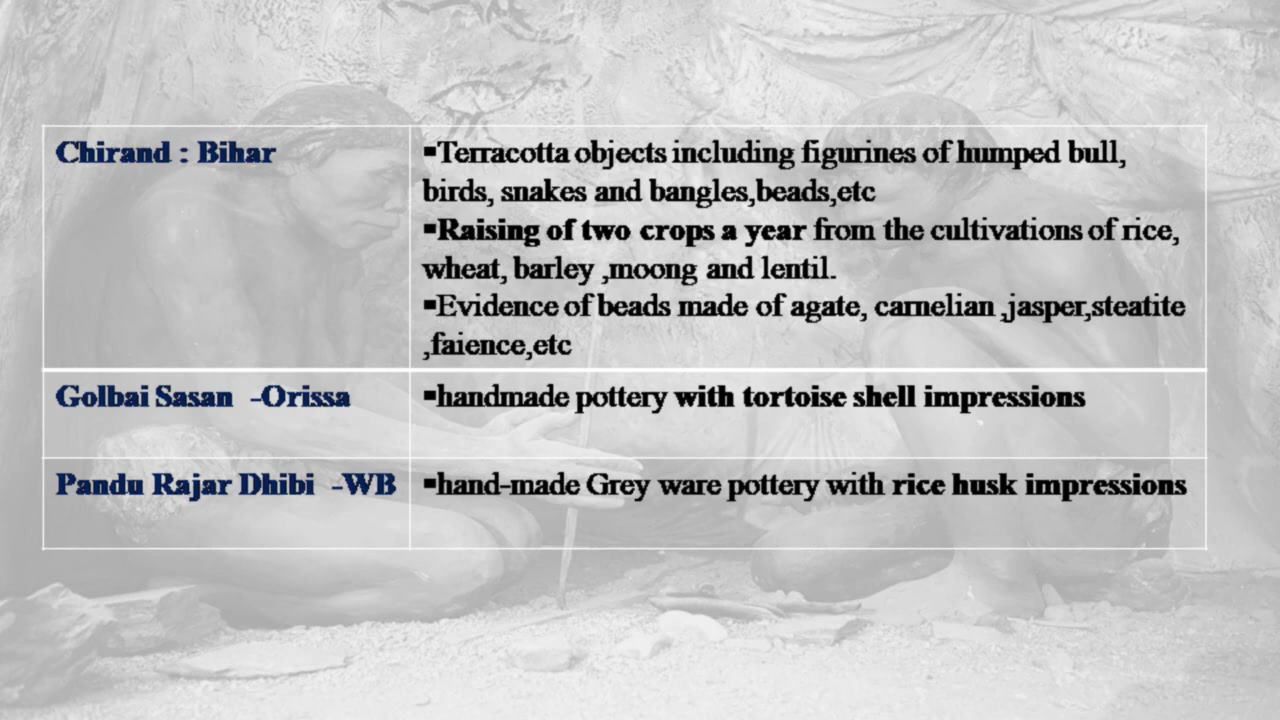 Chirand : Bihar
▪Terracotta objects including figurines of humped bull,
birds, snakes and bangles,beads,etc
▪Raising of two crops a year from the cultivations of rice,
wheat, barley ,moong and lentil.
▪Evidence of beads made of agate, carnelian ,jasper,steatite
,faience,etc
Golbai Sasan -Orissa
▪handmade pottery with tortoise shell impressions
Pandu Rajar Dhibi -WB
▪hand-made Grey ware pottery with rice husk impressions